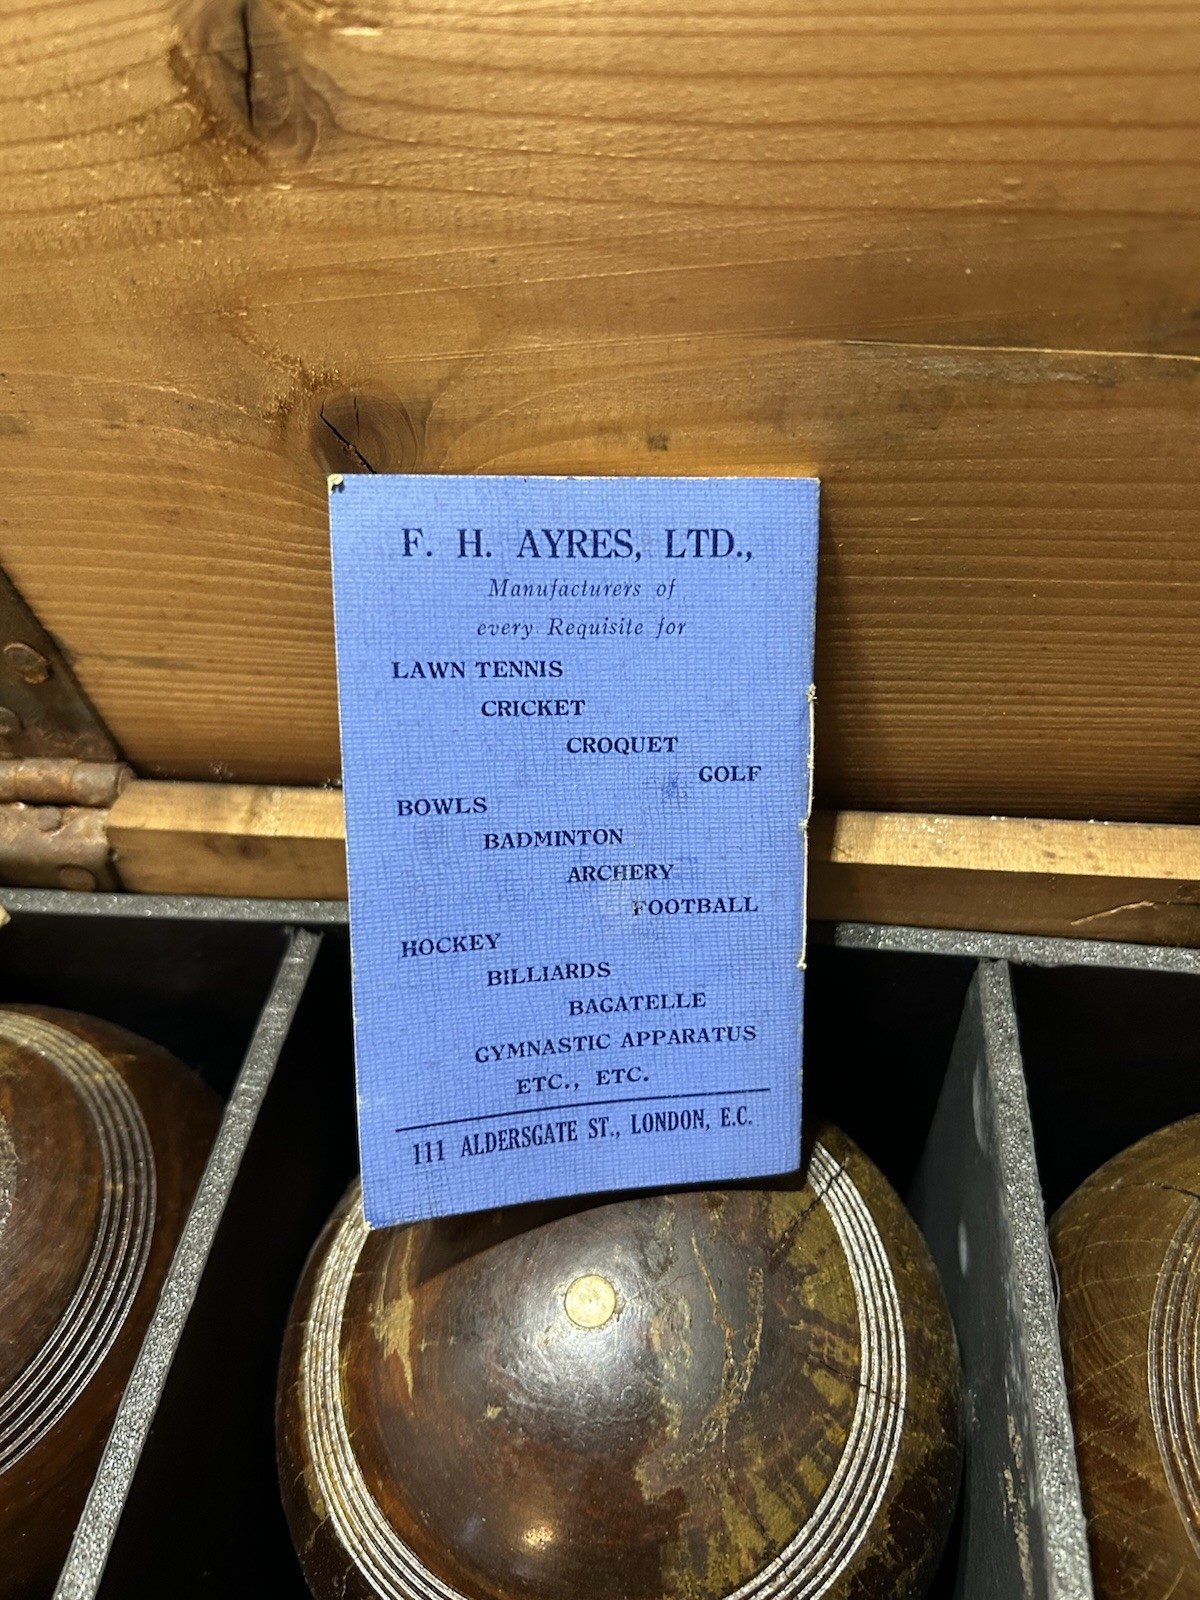 F. H. AYRES, LTD.,
Manufacturers of
every Requisite for
LAWN TENNIS
CRICKET
CROQUET
GOLF
BOWLS
BADMINTON
ARCHERY
FOOTBALL
HOCKEY
BILLIARDS
BAGATELLE
GYMNASTIC APPARATUS
ETC., ETC.
111 ALDERSGATE ST., LONDON, E.C.